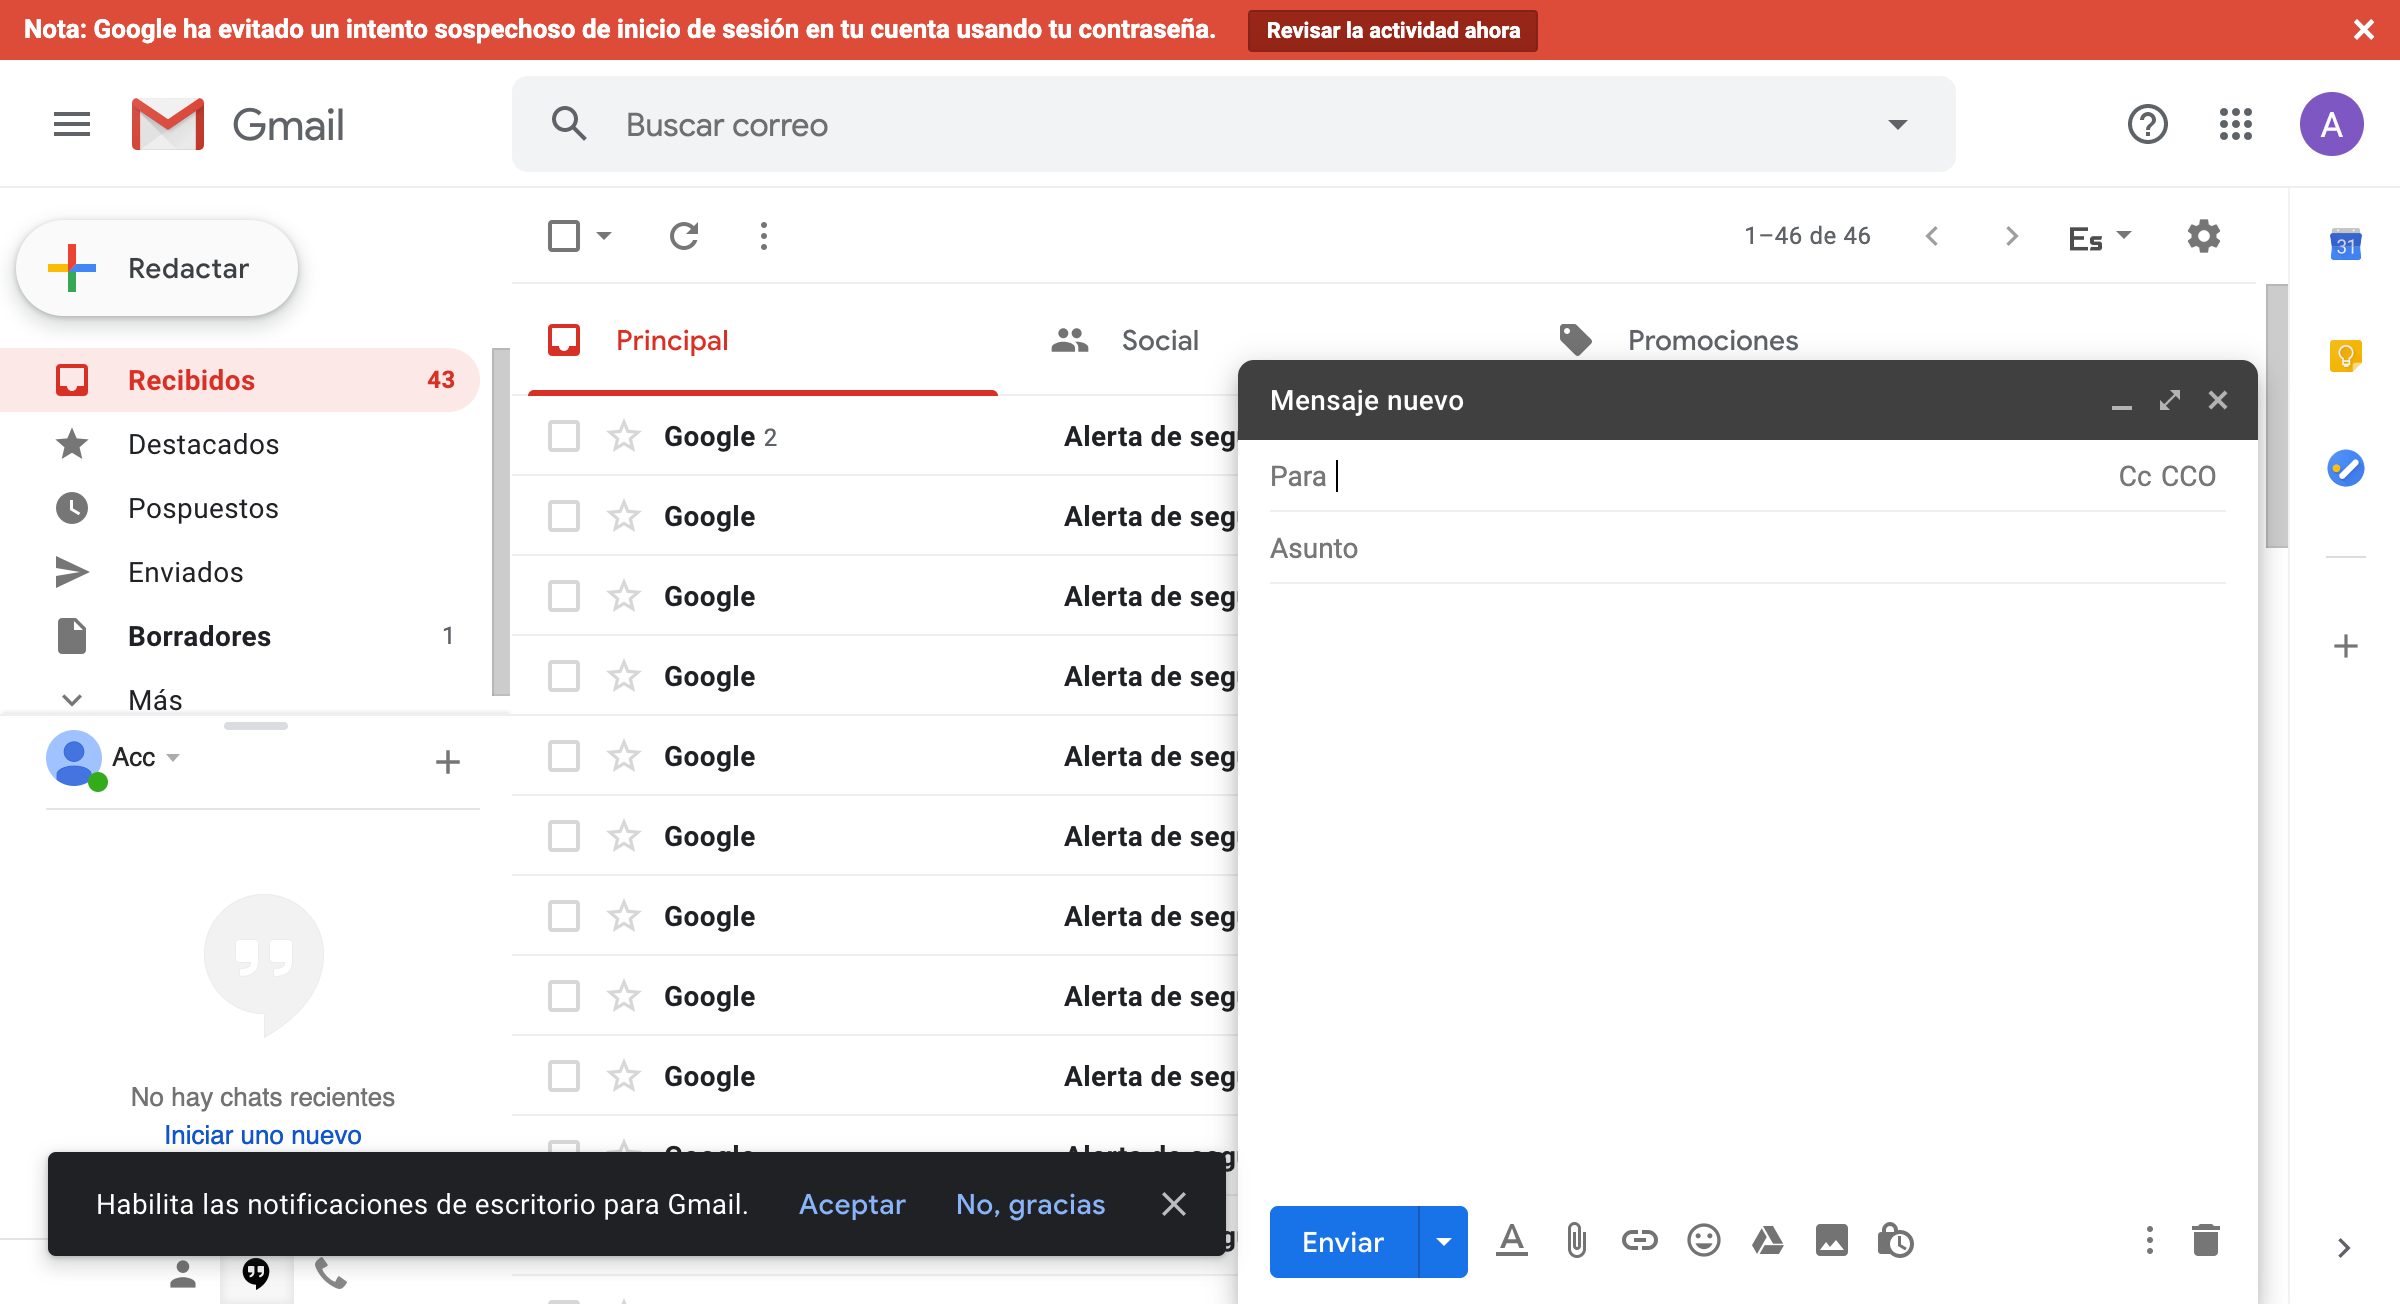 Nota: Google ha evitado un intento sospechoso de inicio de sesión en tu cuenta usando tu contraseña. Revisar la actividad ahora
Gmail
Buscar correo
A
Redactar
1–46 de 46
Es
31
Principal
Social
Promociones
Recibidos 43
Destacados
Pospuestos
Enviados
Borradores 1
Más
Acc
No hay chats recientes
Iniciar uno nuevo
Google 2 Alerta de seg
Google Alerta de seg
Google Alerta de seg
Google Alerta de seg
Google Alerta de seg
Google Alerta de seg
Google Alerta de seg
Google Alerta de seg
Google Alerta de seg
Mensaje nuevo
Para
Cc CCO
Asunto
Enviar
Habilita las notificaciones de escritorio para Gmail. Aceptar No, gracias